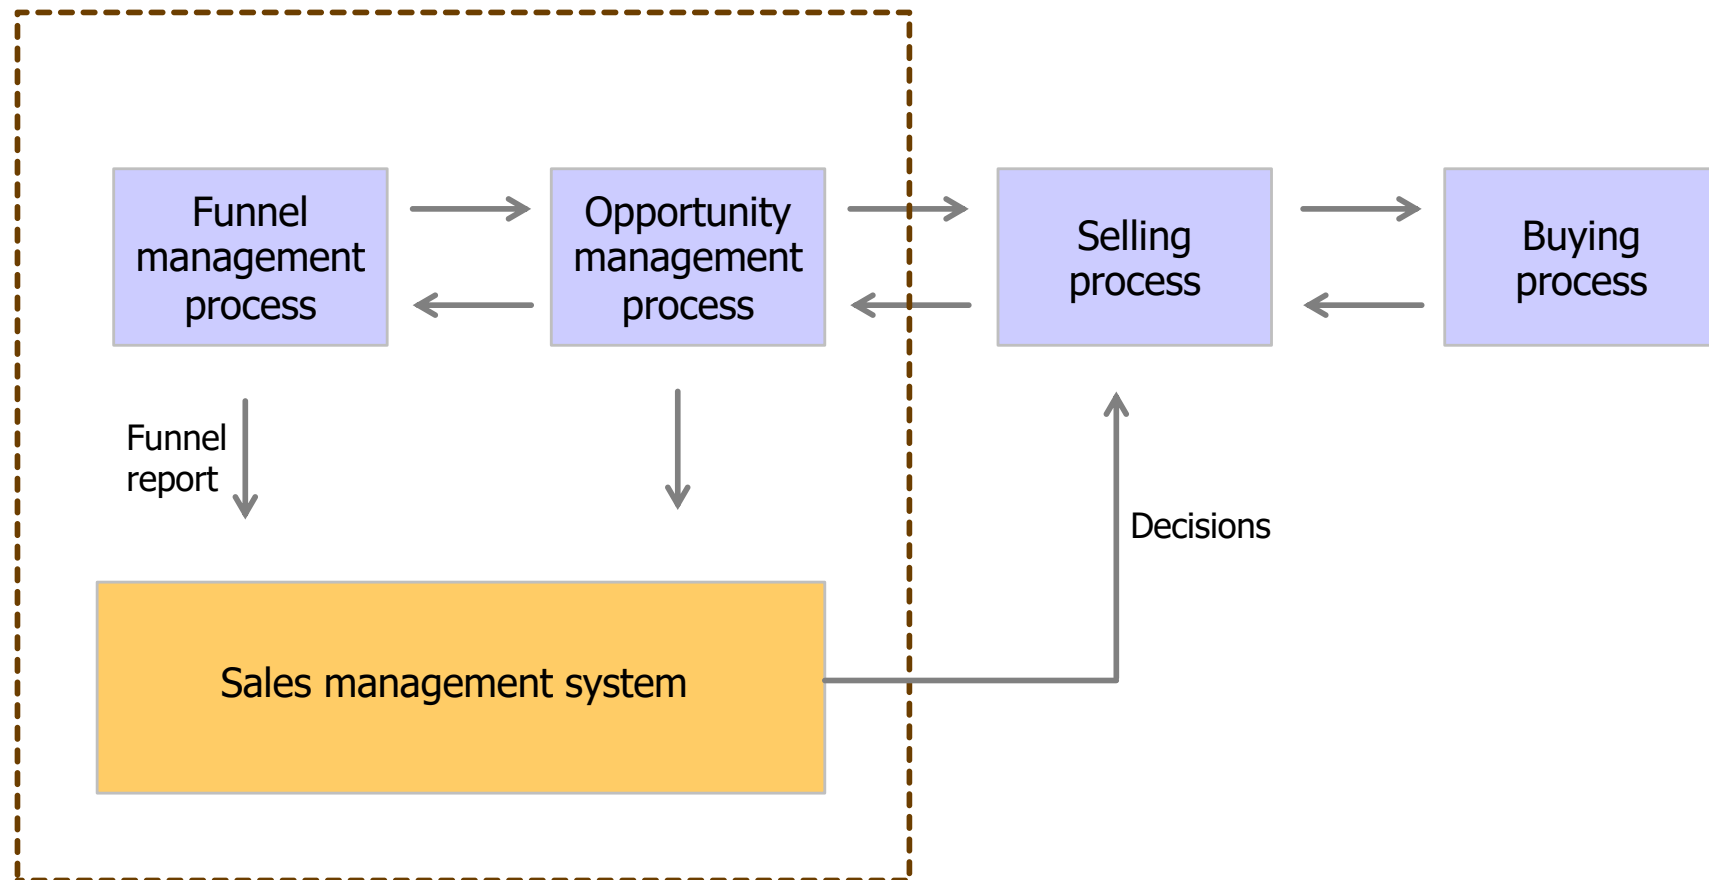 Funnel
management
process
Opportunity
management
process
Selling
process
Buying
process
Funnel
report
Decisions
Sales management system